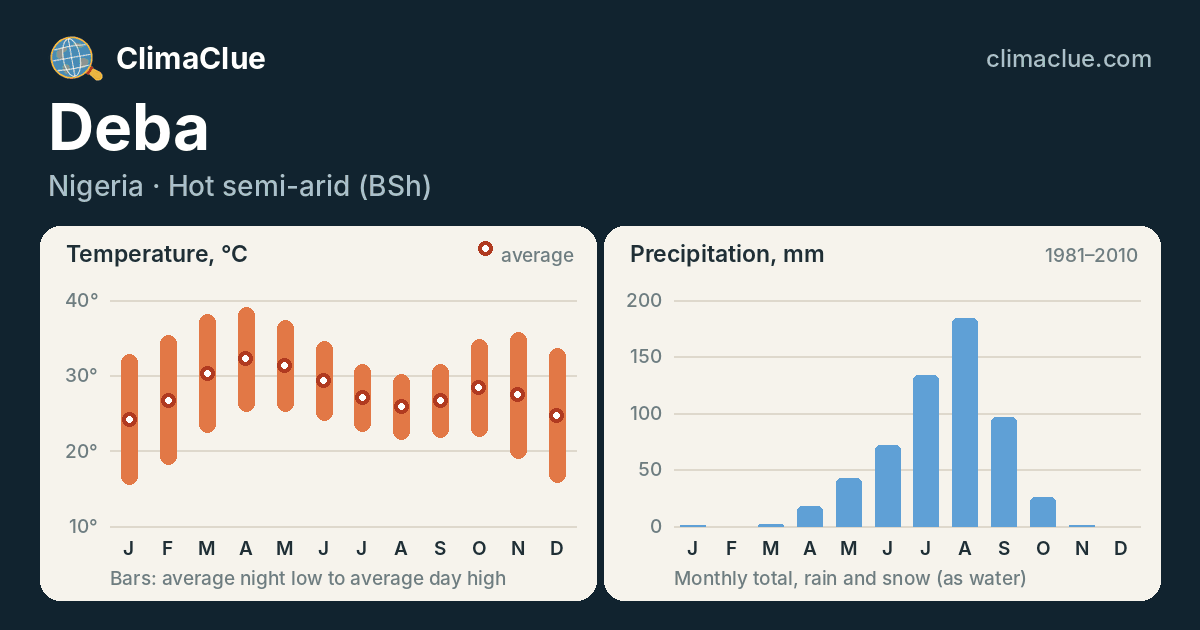 ClimaClue
climaclue.com
Deba
Nigeria · Hot semi-arid (BSh)
Temperature, °C
average
40°
30°
20°
10°
J F M A M J J A S O N D
Bars: average night low to average day high
Precipitation, mm
1981–2010
200
150
100
50
0
J F M A M J J A S O N D
Monthly total, rain and snow (as water)